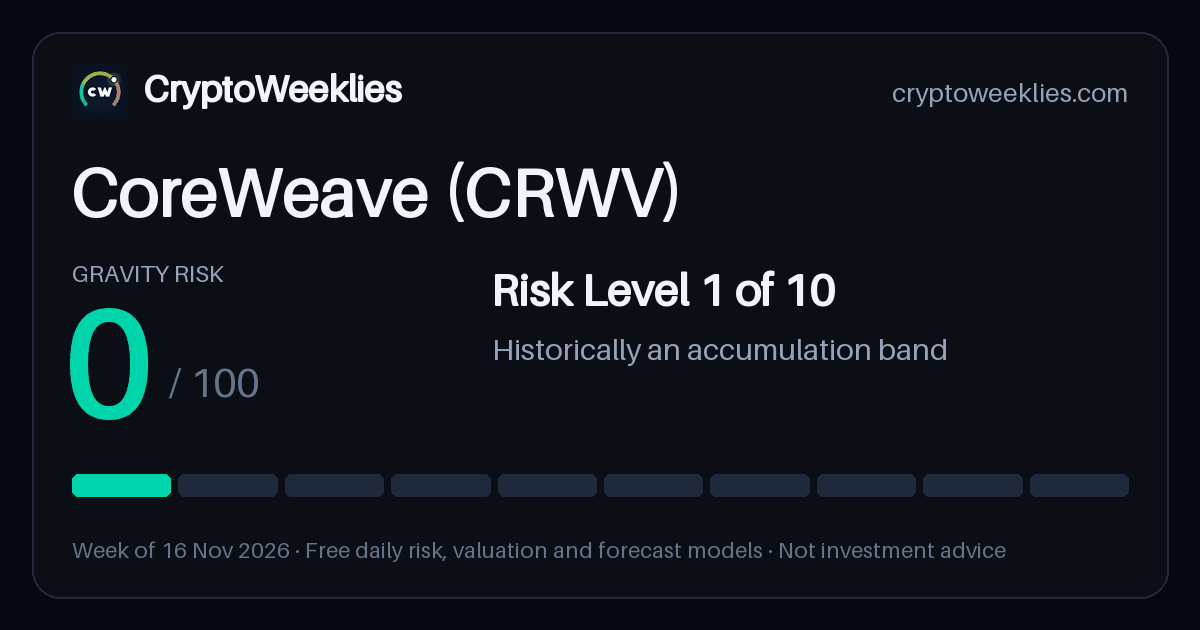 CW
CryptoWeeklies
cryptoweeklies.com
CoreWeave (CRWV)
GRAVITY RISK
0 / 100
Risk Level 1 of 10
Historically an accumulation band
Week of 16 Nov 2026 · Free daily risk, valuation and forecast models · Not investment advice